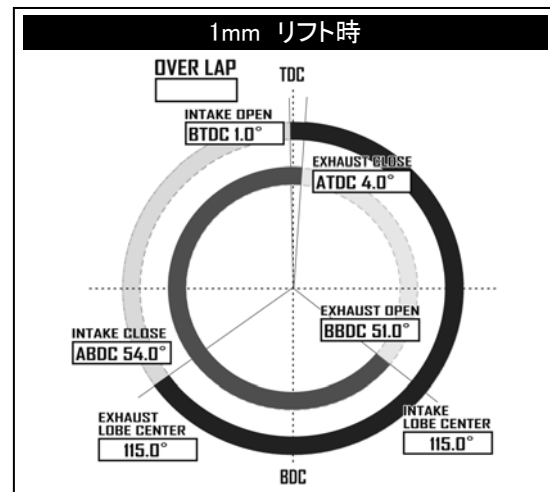 1mm リフト時
OVER LAP
TDC
INTAKE OPEN
BTDC 1.0°
EXHAUST CLOSE
ATDC 4.0°
EXHAUST OPEN
BBDC 51.0°
INTAKE CLOSE
ABDC 54.0°
EXHAUST
LOBE CENTER
115.0°
INTAKE
LOBE CENTER
115.0°
BDC